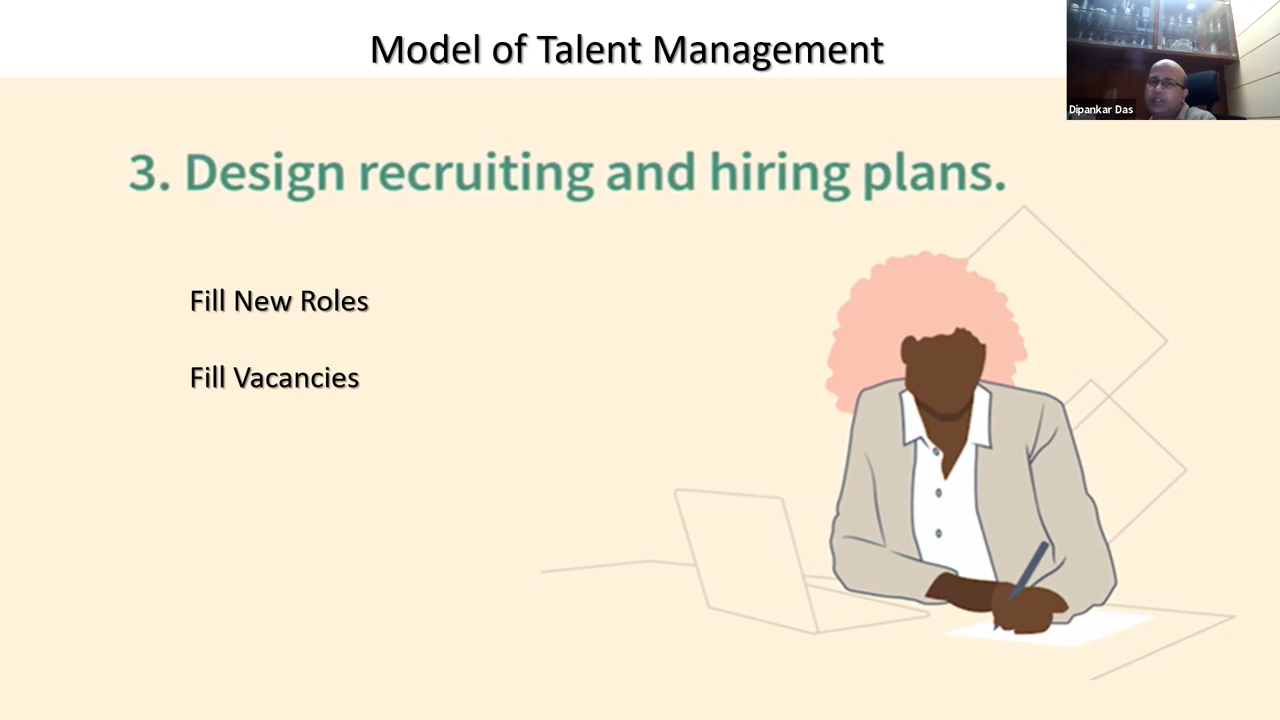 Model of Talent Management
Dipankar Das
3. Design recruiting and hiring plans.
Fill New Roles
Fill Vacancies